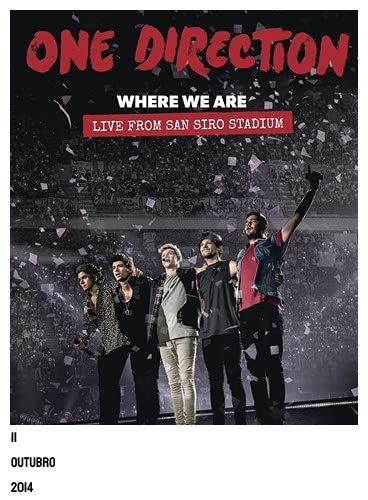 ONE DIRECTION
WHERE WE ARE
LIVE FROM SAN SIRO STADIUM
11
OUTUBRO
2014